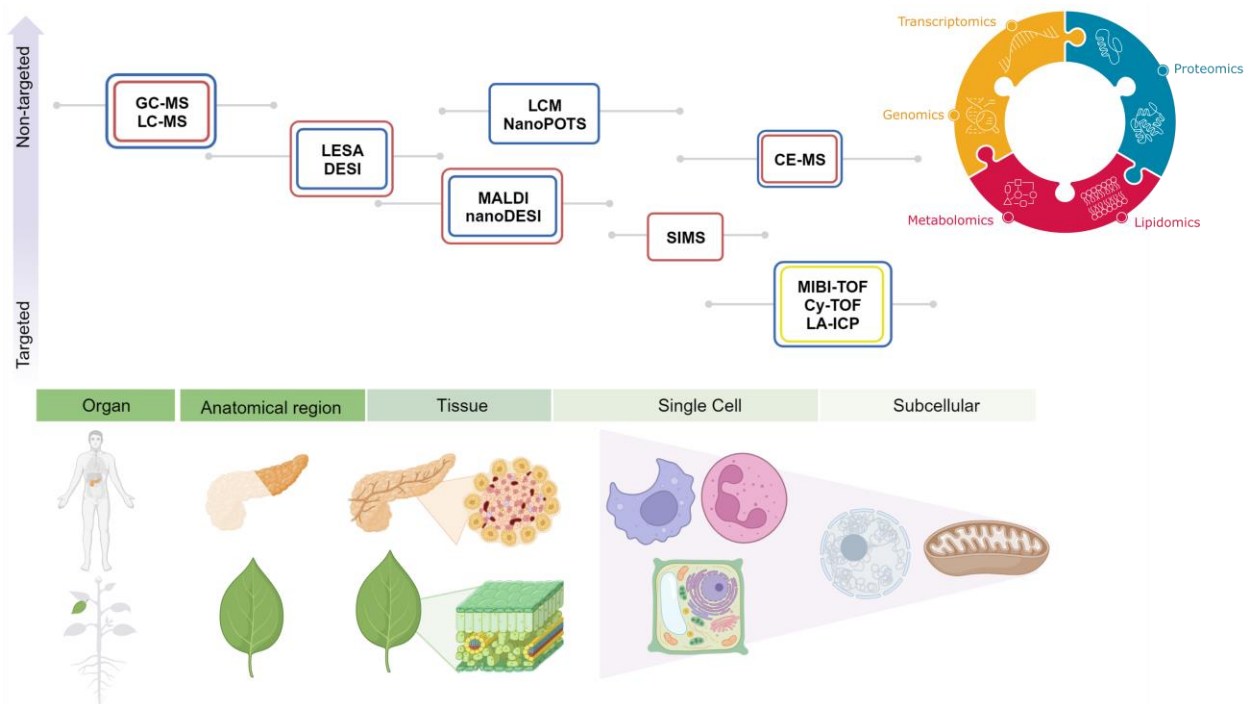 Non-targeted
Targeted
GC-MS
LC-MS
LESA
DESI
LCM
NanoPOTS
MALDI
nanoDESI
CE-MS
SIMS
MIBI-TOF
Cy-TOF
LA-ICP
Transcriptomics
Proteomics
Genomics
Metabolomics
Lipidomics
Organ
Anatomical region
Tissue
Single Cell
Subcellular